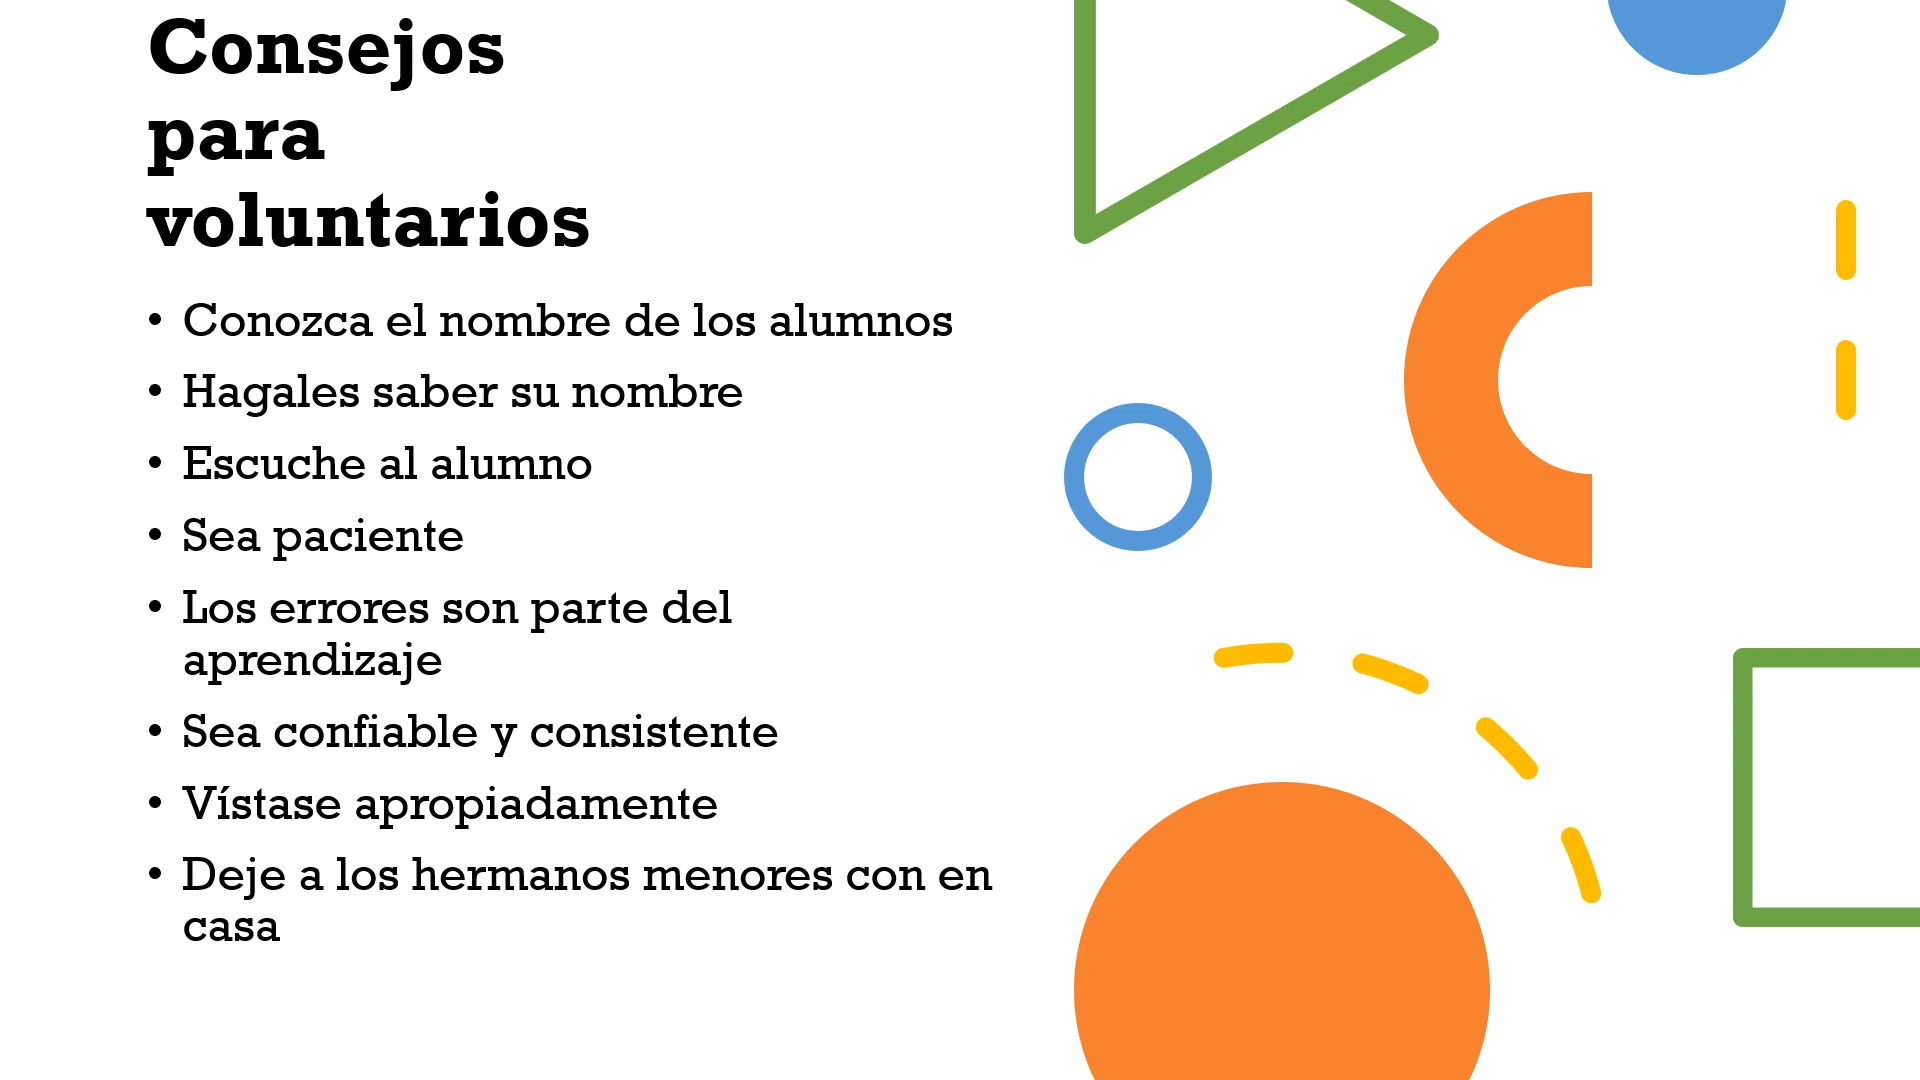 Consejos
para
voluntarios
• Conozca el nombre de los alumnos
• Hagales saber su nombre
• Escuche al alumno
• Sea paciente
• Los errores son parte del
aprendizaje
• Sea confiable y consistente
• Vístase apropiadamente
• Deje a los hermanos menores con en
casa